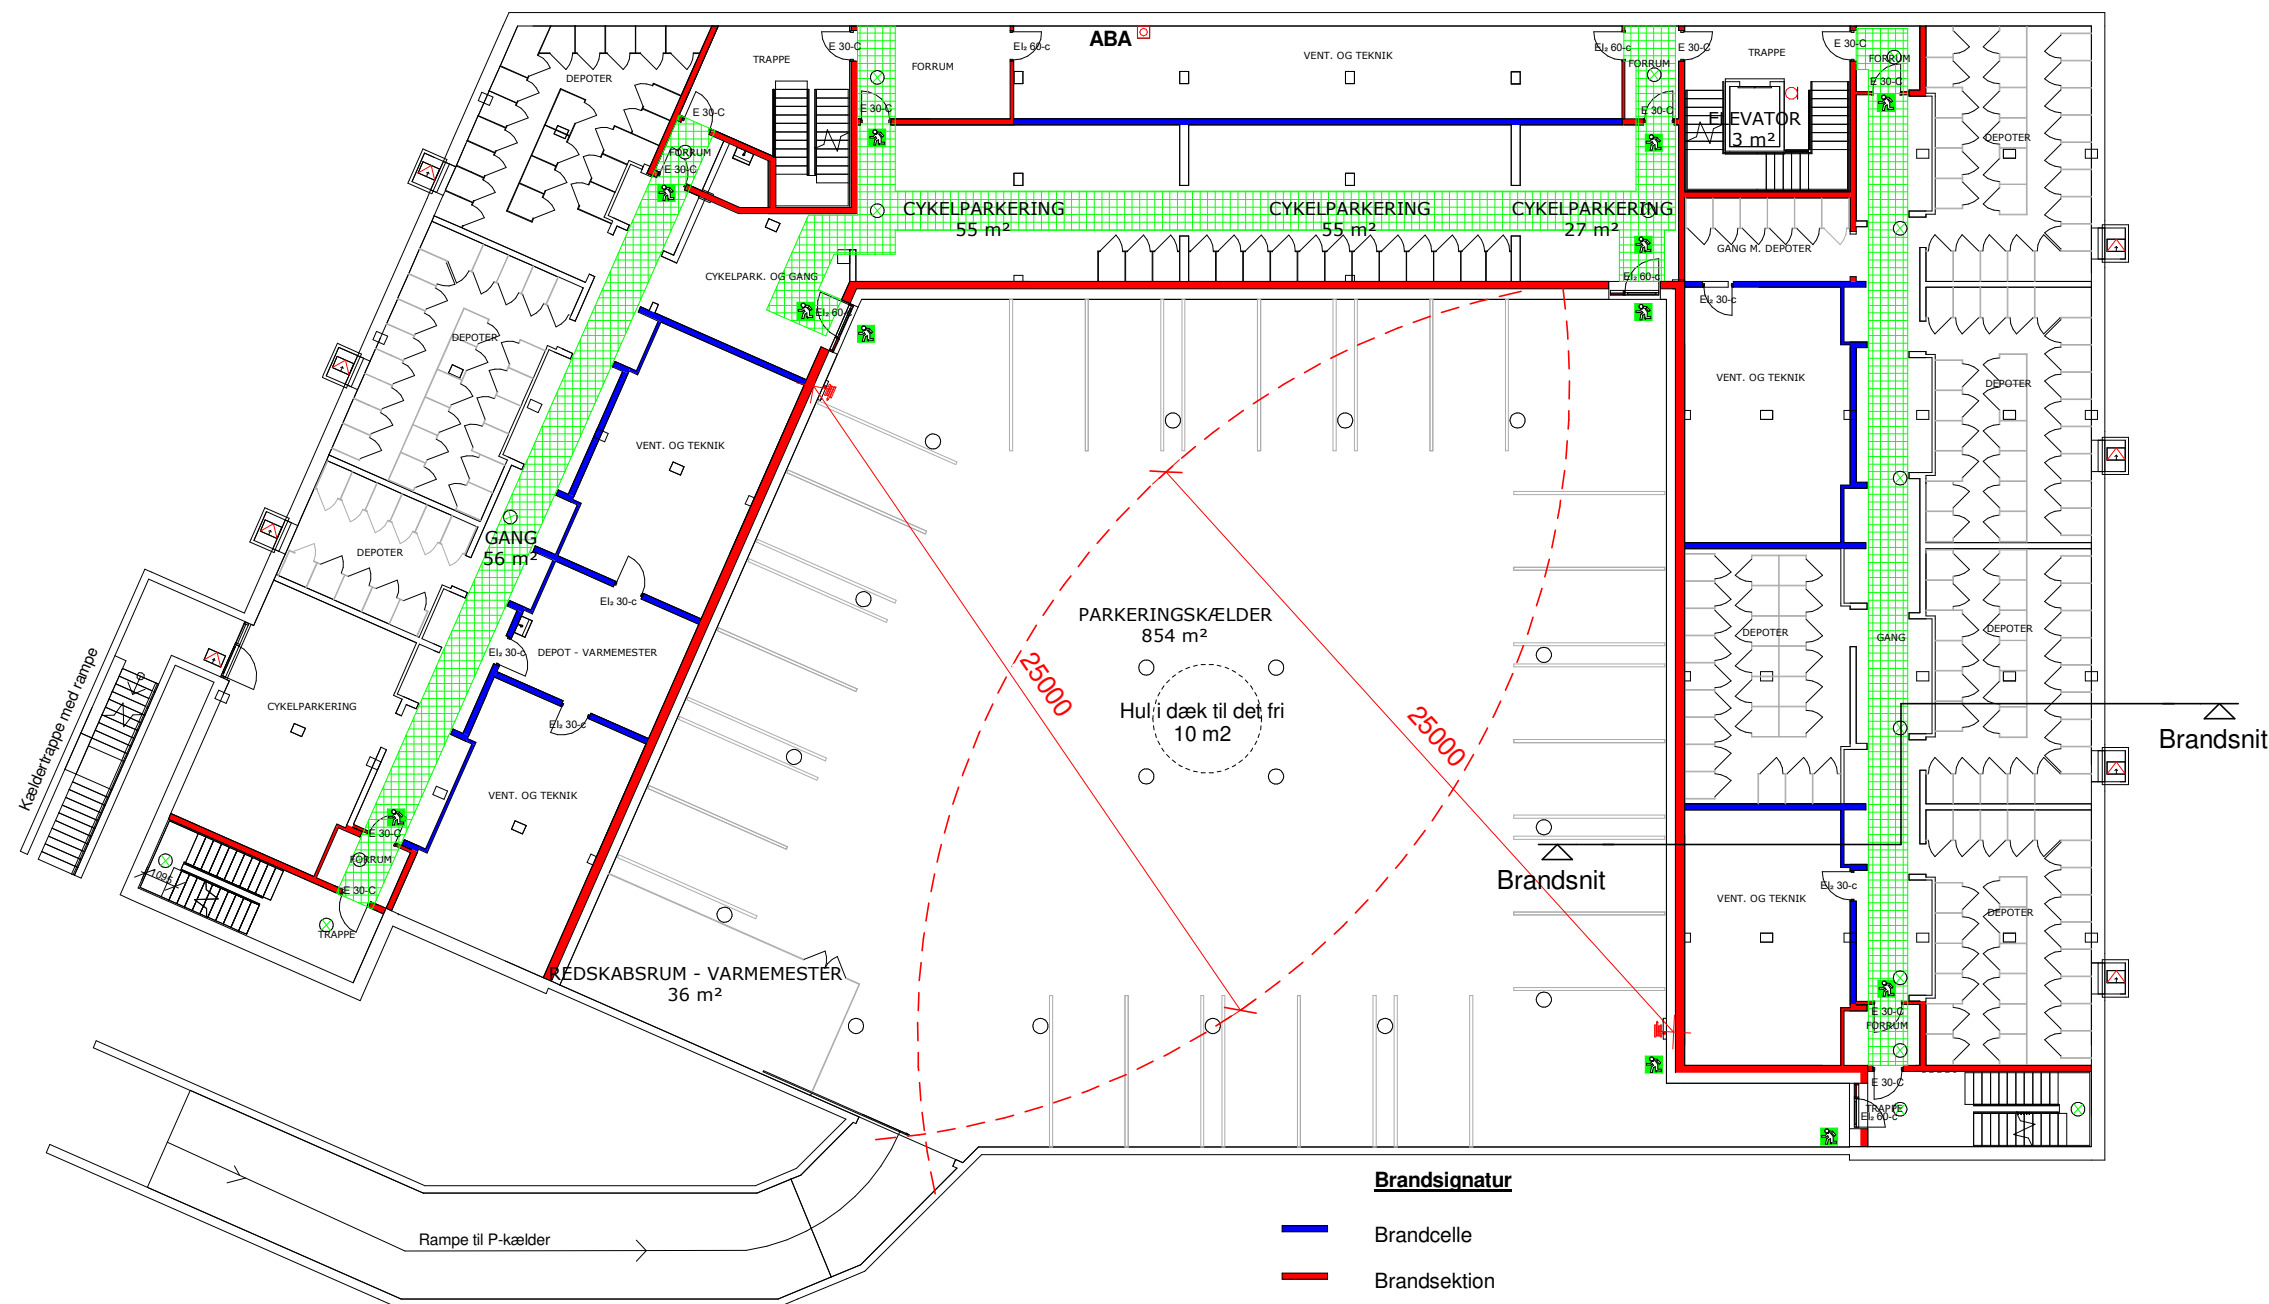 ABA
TRAPPE
E 30-C
FORRUM
EI₂ 60-c
VENT. OG TEKNIK
EI₂ 60-c
FORRUM
E 30-C
TRAPPE
E 30-C
FORRUM
E 30-C
DEPOTER
E 30-C
FORRUM
E 30-C
E 30-C
E 30-C
ELEVATOR
3 m²
DEPOTER
CYKELPARKERING
55 m²
CYKELPARKERING
55 m²
CYKELPARKERING
27 m²
GANG M. DEPOTER
CYKELPARK. OG GANG
EI₂ 60-c
EI₂ 60-c
EI₂ 30-c
DEPOTER
VENT. OG TEKNIK
DEPOTER
VENT. OG TEKNIK
GANG
56 m²
DEPOTER
EI₂ 30-c
PARKERINGSKÆLDER
854 m²
DEPOTER
GANG
DEPOTER
EI₂ 30-c
DEPOT - VARMEMESTER
25000
25000
Kældertrappe med rampe
CYKELPARKERING
EI₂ 30-c
Hul i dæk til det fri
10 m2
Brandsnit
VENT. OG TEKNIK
E 30-C
FORRUM
E 30-C
1095
TRAPPE
Brandsnit
EI₂ 30-c
VENT. OG TEKNIK
DEPOTER
REDSKABSRUM - VARMEMESTER
36 m²
E 30-C
FORRUM
E 30-C
TRAPPE
EI₂ 60-c
Rampe til P-kælder
Brandsignatur
Brandcelle
Brandsektion